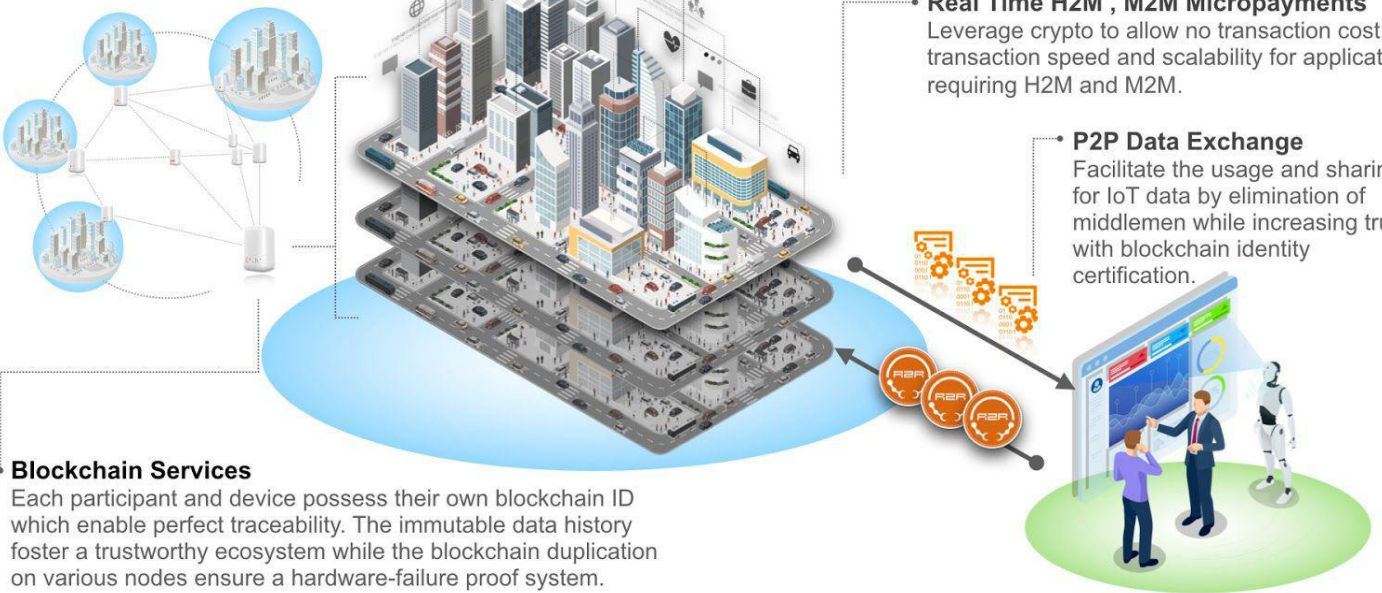 Real Time H2M , M2M Micropayments
Leverage crypto to allow no transaction cost
transaction speed and scalability for applicat
requiring H2M and M2M.
P2P Data Exchange
Facilitate the usage and sharin
for IoT data by elimination of
middlemen while increasing tru
with blockchain identity
certification.
R2R
R2R
R2R
Blockchain Services
Each participant and device possess their own blockchain ID
which enable perfect traceability. The immutable data history
foster a trustworthy ecosystem while the blockchain duplication
on various nodes ensure a hardware-failure proof system.